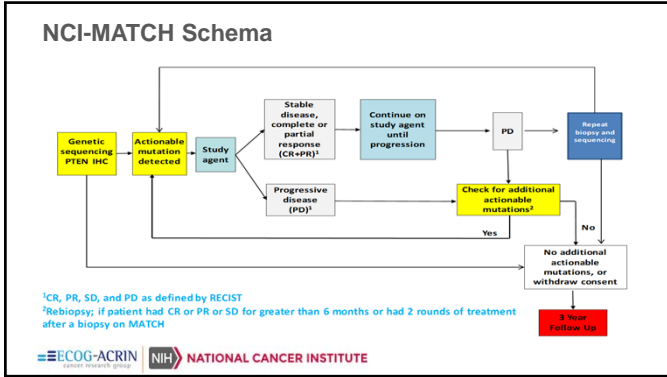 NCI-MATCH Schema
Genetic
sequencing
PTEN IHC
Actionable
mutation
detected
Study
agent
Stable
disease,
complete or
partial
response
(CR+PR)1
Continue on
study agent
until
progression
PD
Repeat
biopsy and
sequencing
Progressive
disease
(PD)1
Check for additional
actionable
mutations2
Yes
No
No additional
actionable
mutations, or
withdraw consent
3 Year
Follow Up
1CR, PR, SD, and PD as defined by RECIST
2Rebiopsy; if patient had CR or PR or SD for greater than 6 months or had 2 rounds of treatment
after a biopsy on MATCH
ECOG-ACRIN
cancer research group
NIH NATIONAL CANCER INSTITUTE